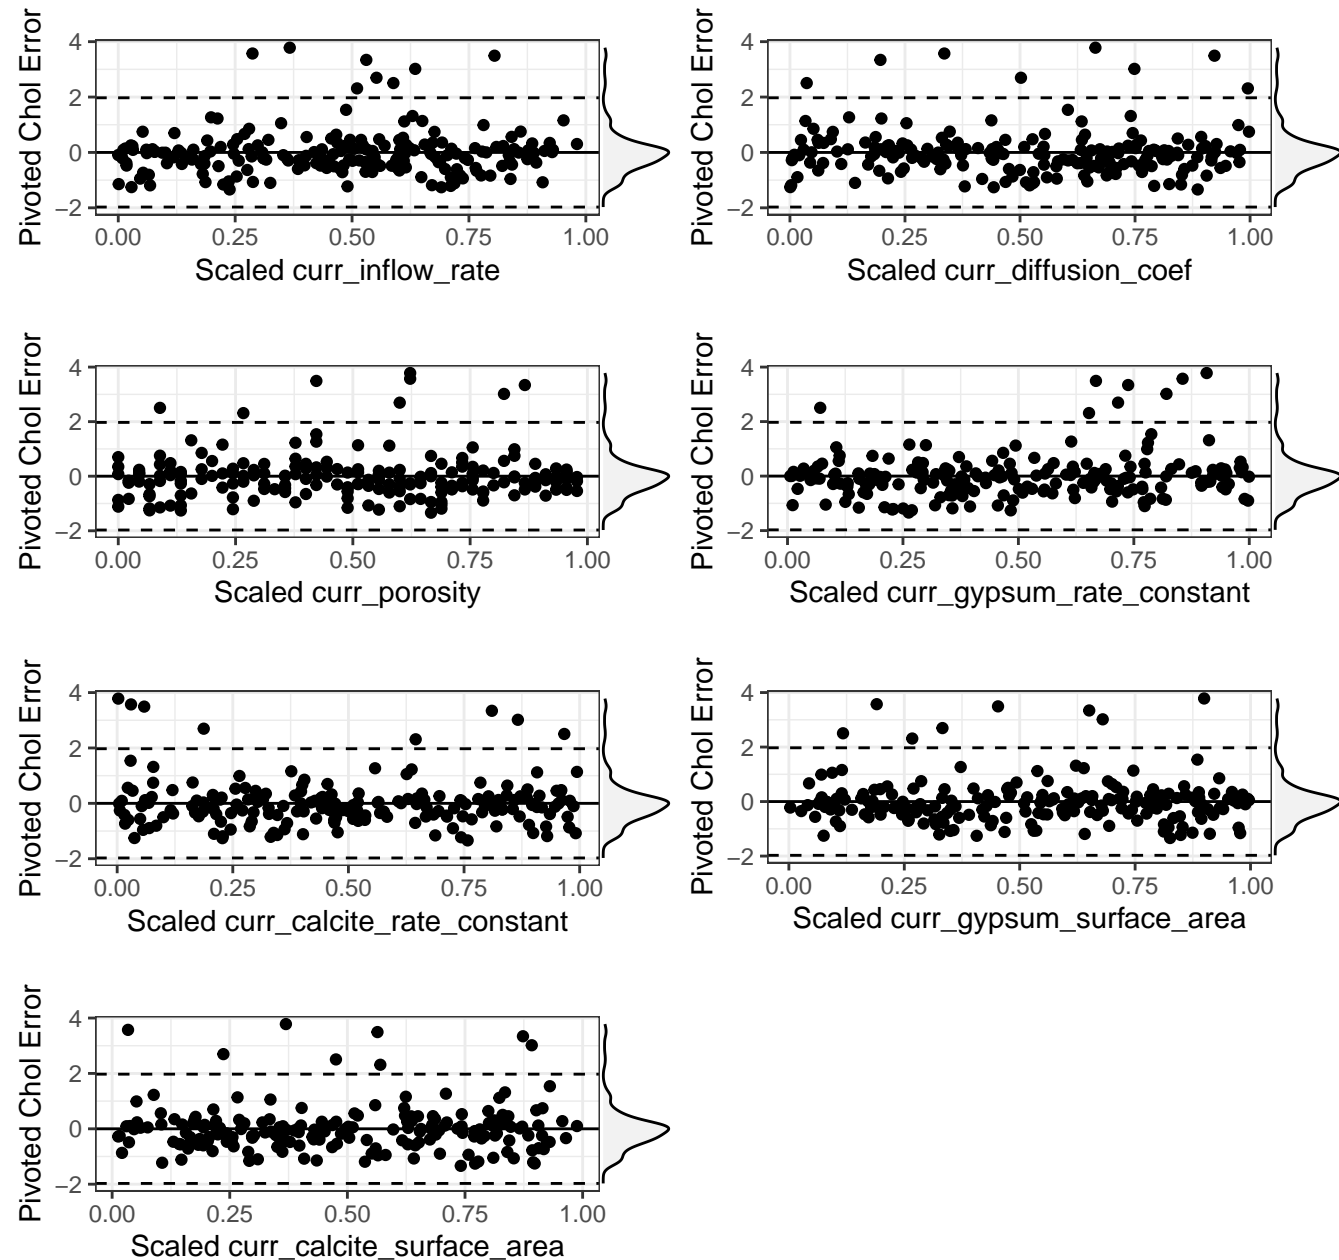 Pivoted Chol Error
4
2
0
−2
0.00 0.25 0.50 0.75 1.00
Scaled curr_inflow_rate
Pivoted Chol Error
4
2
0
−2
0.00 0.25 0.50 0.75 1.00
Scaled curr_diffusion_coef
Pivoted Chol Error
4
2
0
−2
0.00 0.25 0.50 0.75 1.00
Scaled curr_porosity
Pivoted Chol Error
4
2
0
−2
0.00 0.25 0.50 0.75 1.00
Scaled curr_gypsum_rate_constant
Pivoted Chol Error
4
2
0
−2
0.00 0.25 0.50 0.75 1.00
Scaled curr_calcite_rate_constant
Pivoted Chol Error
4
2
0
−2
0.00 0.25 0.50 0.75 1.00
Scaled curr_gypsum_surface_area
Pivoted Chol Error
4
2
0
−2
0.00 0.25 0.50 0.75 1.00
Scaled curr_calcite_surface_area